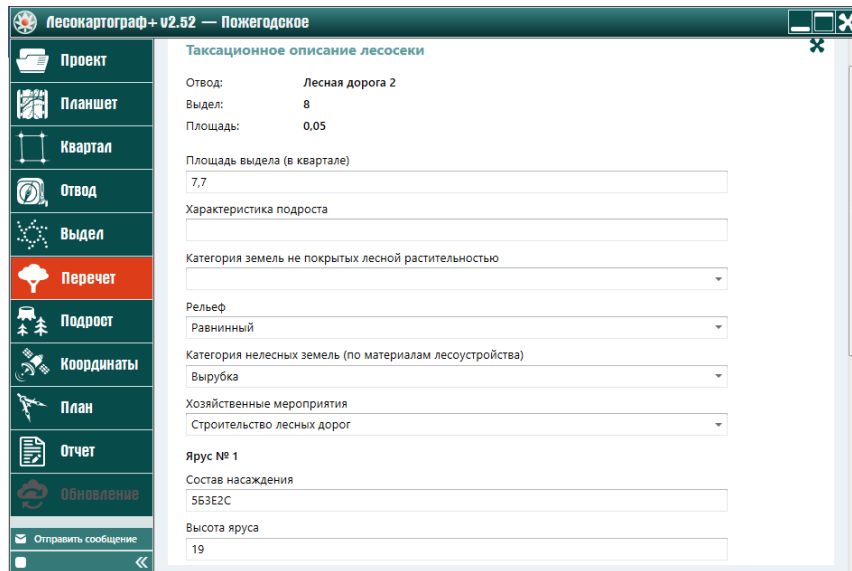 Лесокартограф+ v2.52 — Пожегодское
Проект
Планшет
Квартал
Отвод
Выдел
Перечет
Подрост
Координаты
План
Отчет
Обновление
Отправить сообщение
Таксационное описание лесосеки
Отвод: Лесная дорога 2
Выдел: 8
Площадь: 0,05
Площадь выдела (в квартале)
7,7
Характеристика подроста
Категория земель не покрытых лесной растительностью
Рельеф
Равнинный
Категория нелесных земель (по материалам лесоустройства)
Вырубка
Хозяйственные мероприятия
Строительство лесных дорог
Ярус № 1
Состав насаждения
5Б3Е2С
Высота яруса
19